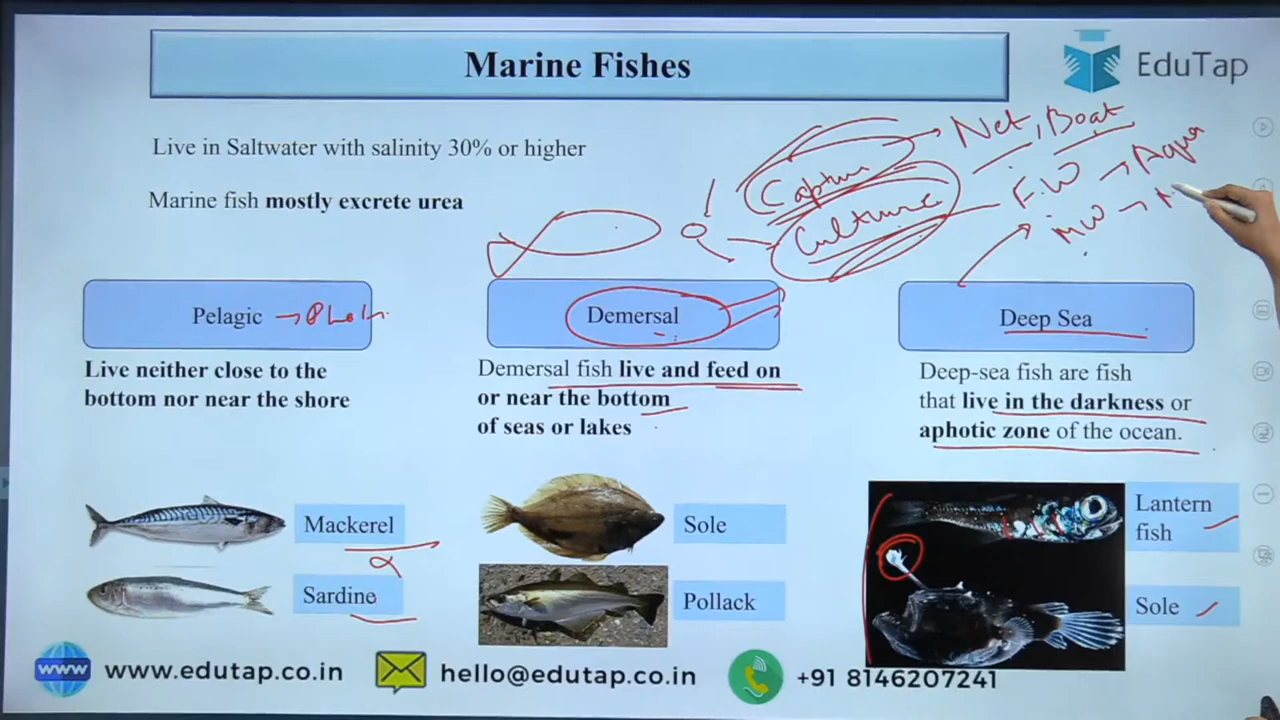 Marine Fishes
EduTap
Live in Saltwater with salinity 30% or higher
Marine fish mostly excrete urea
Capture
Net, Boat
Culture
F.W → Aqua
M.W →
Pelagic
Demersal
Deep Sea
Live neither close to the
bottom nor near the shore
Demersal fish live and feed on
or near the bottom
of seas or lakes
Deep-sea fish are fish
that live in the darkness or
aphotic zone of the ocean.
Mackerel
Sardine
Sole
Pollack
Lantern
fish
Sole
www
www.edutap.co.in
hello@edutap.co.in
+91 8146207241